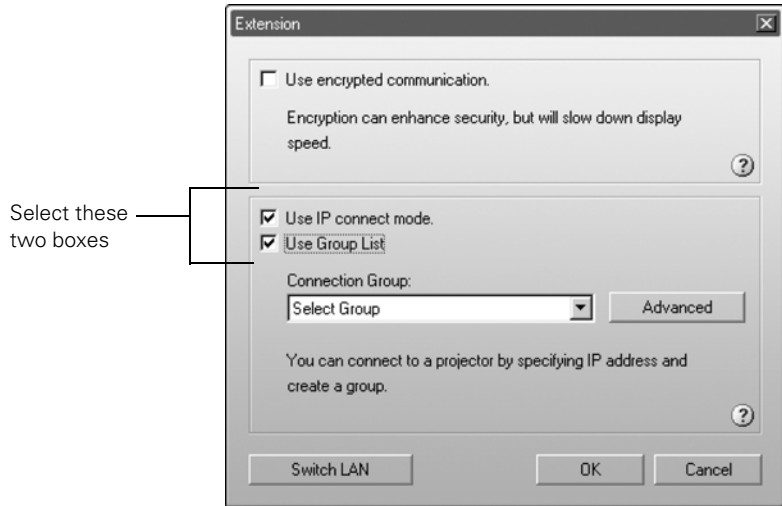 Extension
Use encrypted communication.
Encryption can enhance security, but will slow down display
speed.
?
Select these
two boxes
Use IP connect mode.
Use Group List
Connection Group:
Select Group
Advanced
You can connect to a projector by specifying IP address and
create a group.
?
Switch LAN
OK
Cancel